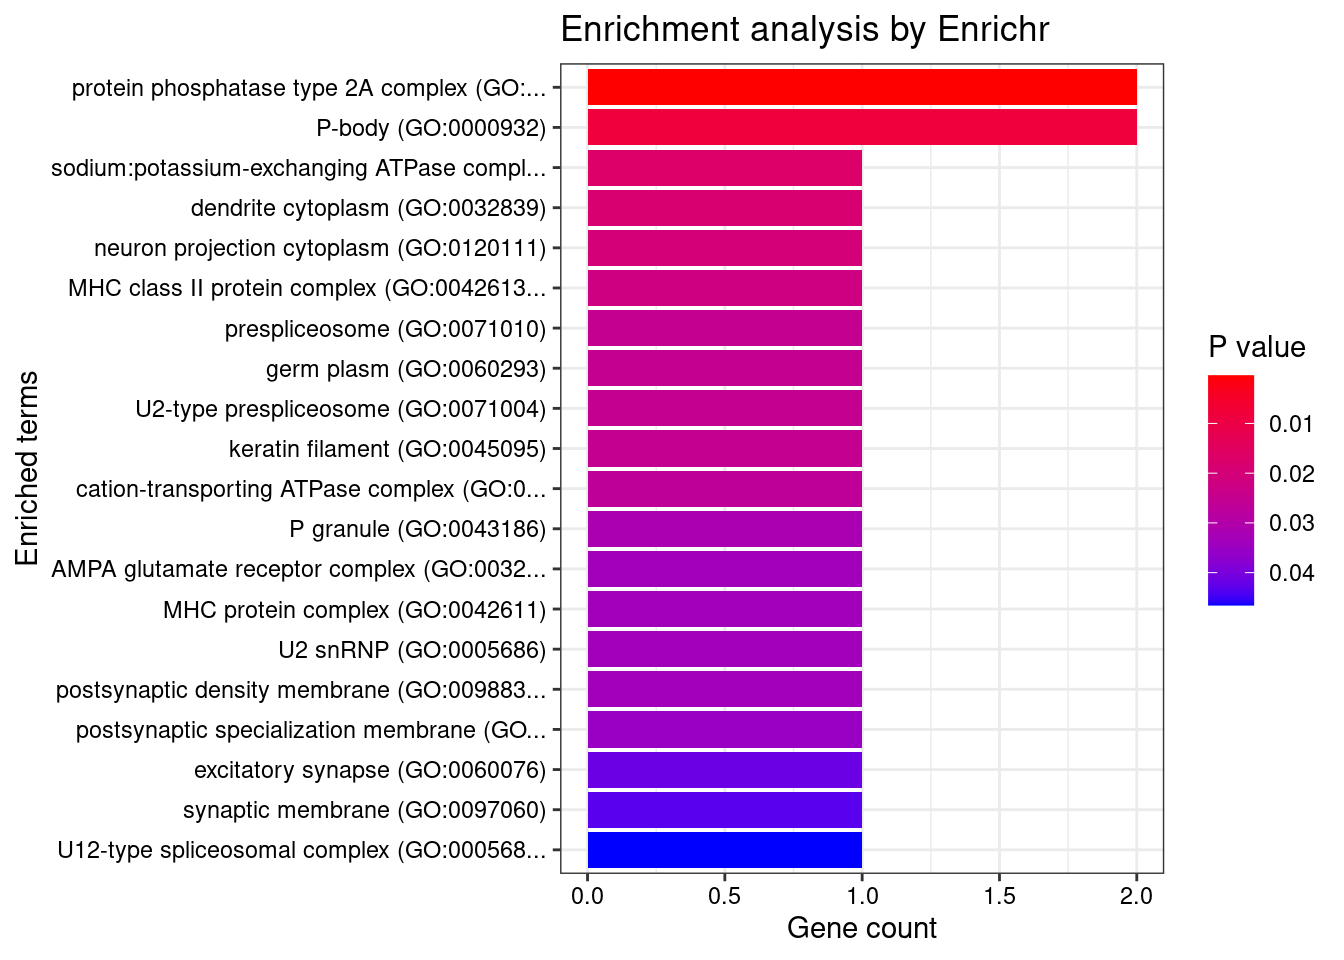 Enrichment analysis by Enrichr
protein phosphatase type 2A complex (GO:...
P-body (GO:0000932)
sodium:potassium-exchanging ATPase compl...
dendrite cytoplasm (GO:0032839)
neuron projection cytoplasm (GO:0120111)
MHC class II protein complex (GO:0042613...
prespliceosome (GO:0071010)
germ plasm (GO:0060293)
U2-type prespliceosome (GO:0071004)
keratin filament (GO:0045095)
cation-transporting ATPase complex (GO:0...
P granule (GO:0043186)
AMPA glutamate receptor complex (GO:0032...
MHC protein complex (GO:0042611)
U2 snRNP (GO:0005686)
postsynaptic density membrane (GO:009883...
postsynaptic specialization membrane (GO...
excitatory synapse (GO:0060076)
synaptic membrane (GO:0097060)
U12-type spliceosomal complex (GO:000568...
Enriched terms
0.0 0.5 1.0 1.5 2.0
Gene count
P value
0.01
0.02
0.03
0.04